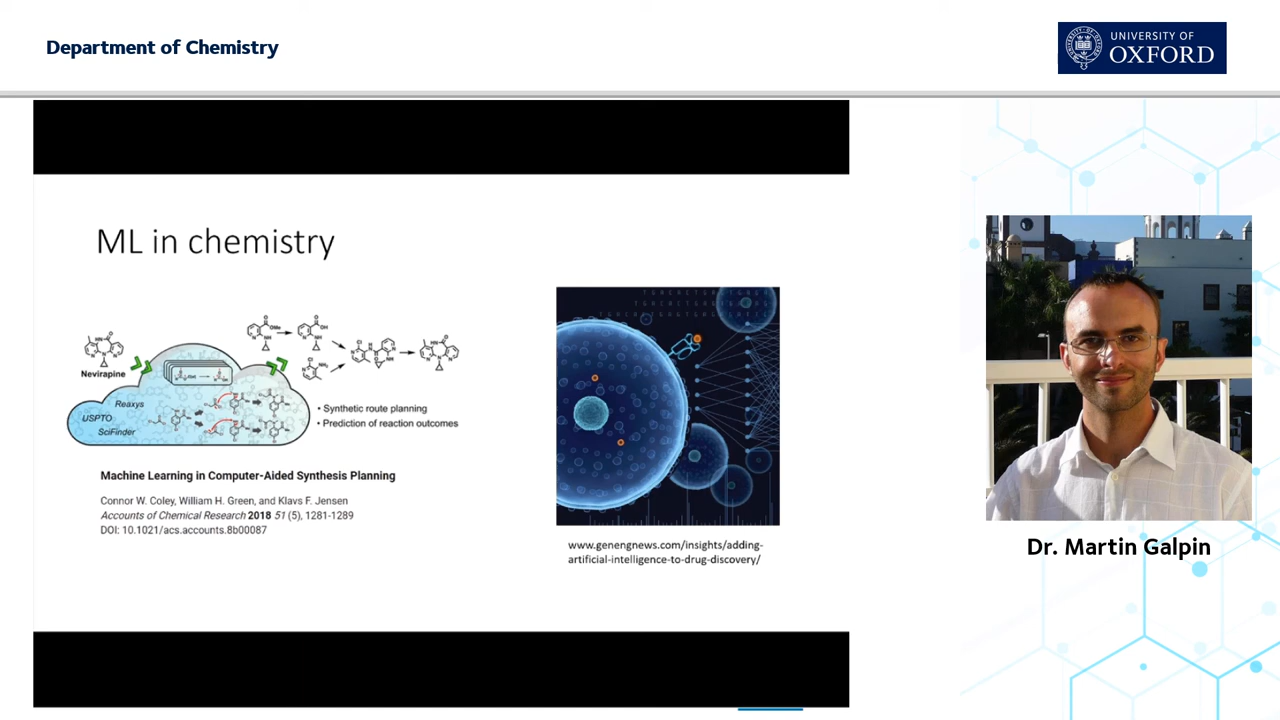 Department of Chemistry
UNIVERSITY OF
OXFORD
ML in chemistry
Nevirapine
Reaxys
USPTO
SciFinder
• Synthetic route planning
• Prediction of reaction outcomes
Machine Learning in Computer-Aided Synthesis Planning
Connor W. Coley, William H. Green, and Klavs F. Jensen
Accounts of Chemical Research 2018 51 (5), 1281-1289
DOI: 10.1021/acs.accounts.8b00087
www.genengnews.com/insights/adding-
artificial-intelligence-to-drug-discovery/
Dr. Martin Galpin